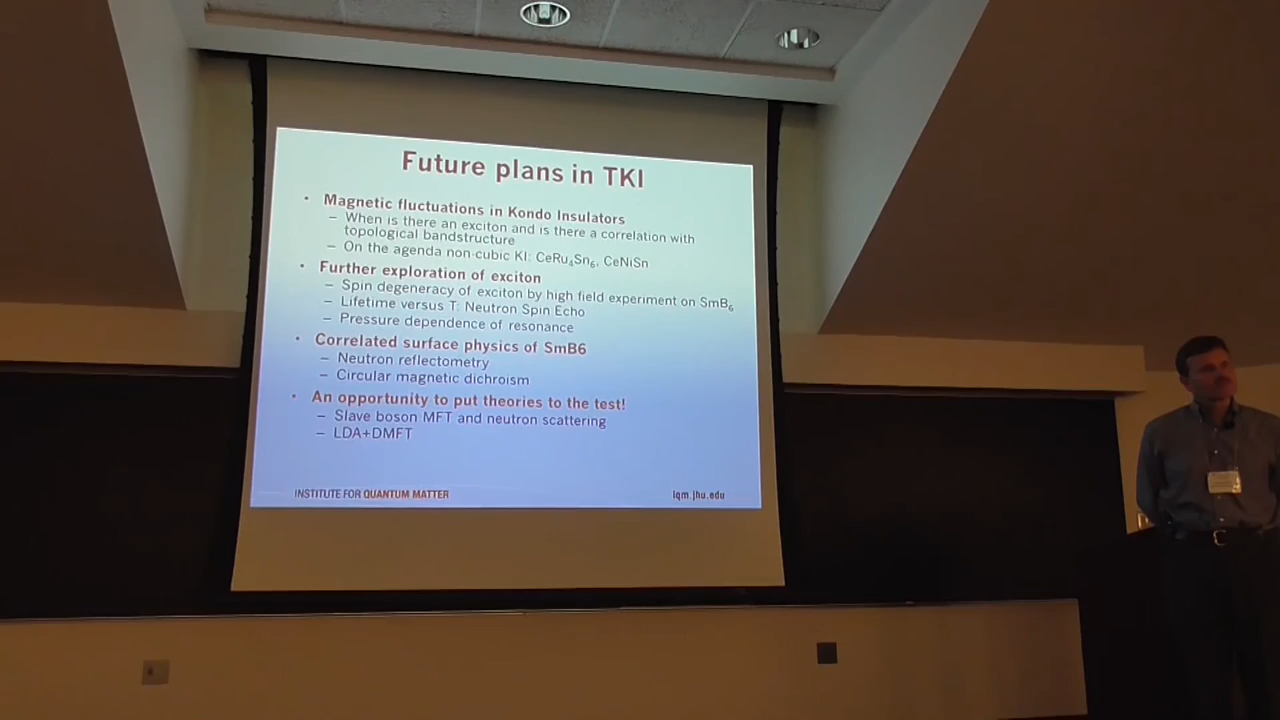 Future plans in TKI
• Magnetic fluctuations in Kondo Insulators
– When is there an exciton and is there a correlation with
topological bandstructure
– On the agenda non-cubic KI: CeRu₄Sn₆, CeNiSn
• Further exploration of exciton
– Spin degeneracy of exciton by high field experiment on SmB₆
– Lifetime versus T: Neutron Spin Echo
– Pressure dependence of resonance
• Correlated surface physics of SmB6
– Neutron reflectometry
– Circular magnetic dichroism
• An opportunity to put theories to the test!
– Slave boson MFT and neutron scattering
– LDA+DMFT
INSTITUTE FOR QUANTUM MATTER
iqm.jhu.edu